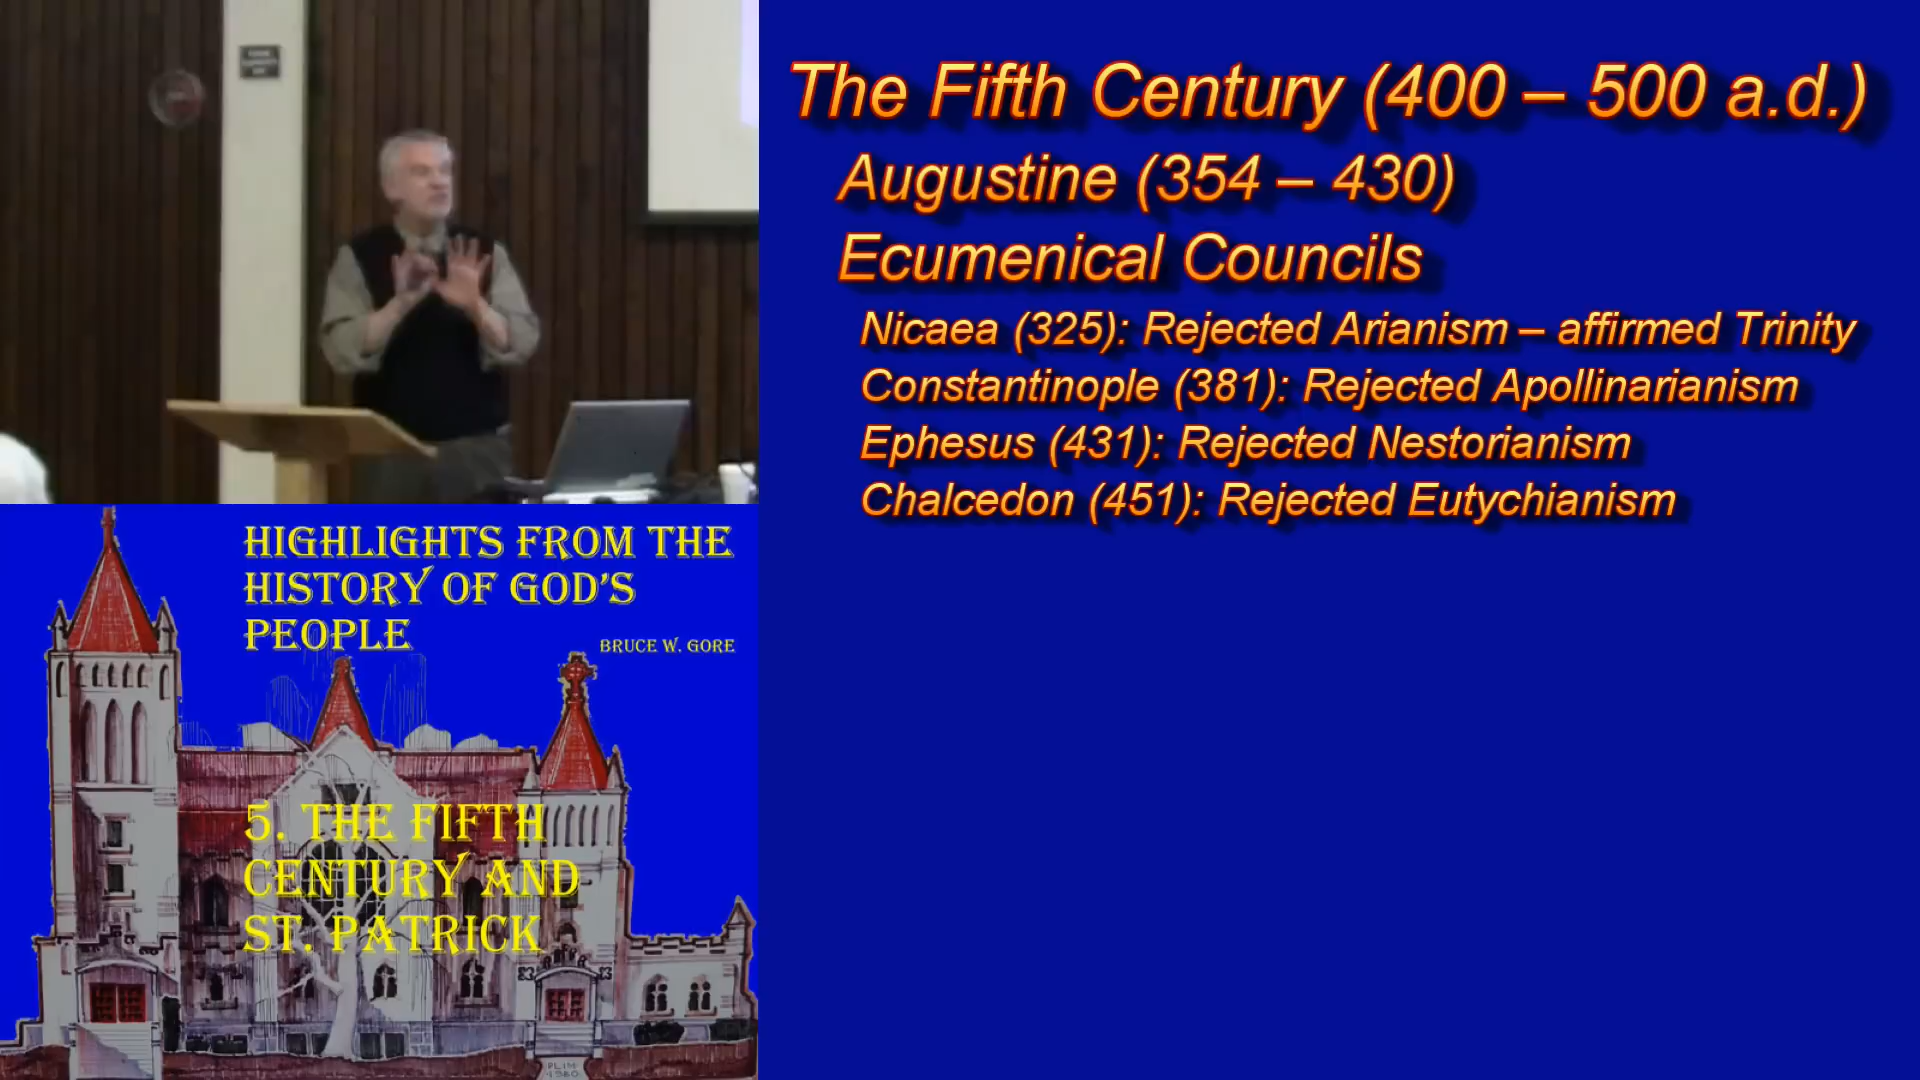 The Fifth Century (400 – 500 a.d.)
Augustine (354 – 430)
Ecumenical Councils
Nicaea (325): Rejected Arianism – affirmed Trinity
Constantinople (381): Rejected Apollinarianism
Ephesus (431): Rejected Nestorianism
Chalcedon (451): Rejected Eutychianism
HIGHLIGHTS FROM THE
HISTORY OF GOD'S
PEOPLE
BRUCE W. GORE
5. THE FIFTH
CENTURY AND
ST. PATRICK